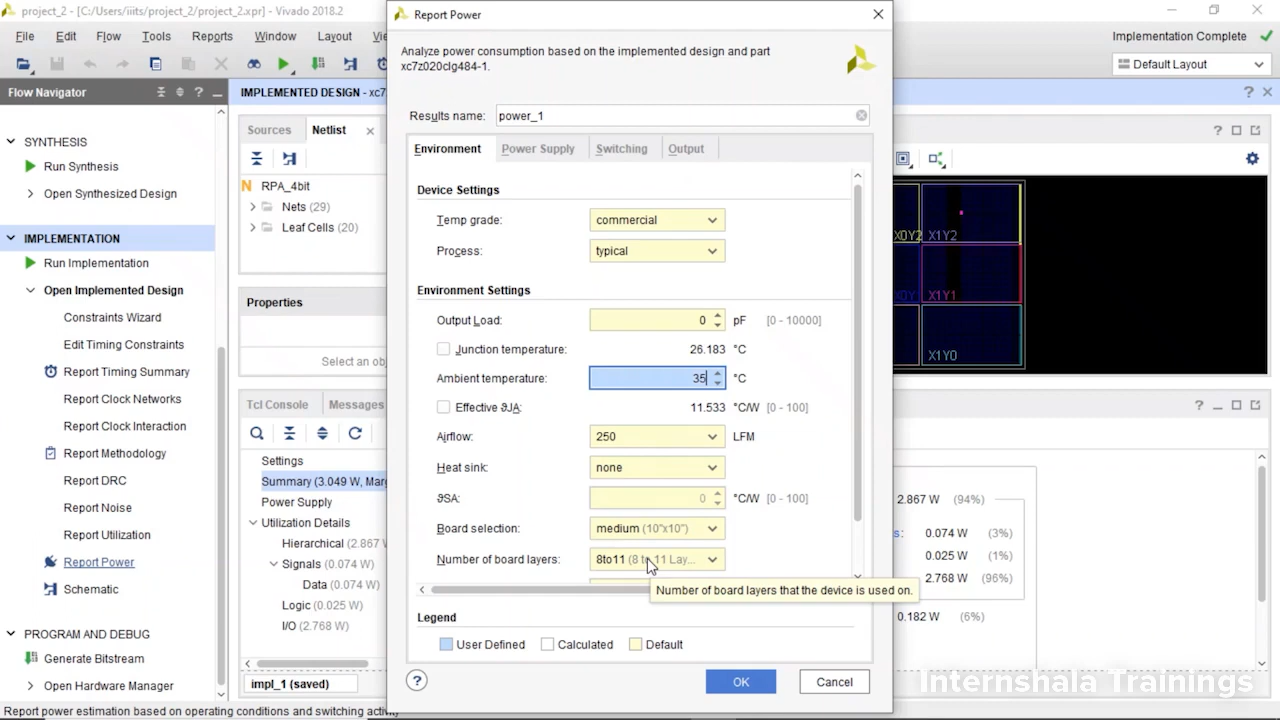 project_2 - [C:/Users/iiits/project_2/project_2.xpr] - Vivado 2018.2
File Edit Flow Tools Reports Window Layout
Implementation Complete
Default Layout
Flow Navigator
SYNTHESIS
Run Synthesis
Open Synthesized Design
IMPLEMENTATION
Run Implementation
Open Implemented Design
Constraints Wizard
Edit Timing Constraints
Report Timing Summary
Report Clock Networks
Report Clock Interaction
Report Methodology
Report DRC
Report Noise
Report Utilization
Report Power
Schematic
PROGRAM AND DEBUG
Generate Bitstream
Open Hardware Manager
Report power estimation based on operating conditions and switching activity
IMPLEMENTED DESIGN - xc7
Sources Netlist
RPA_4bit
Nets (29)
Leaf Cells (20)
Properties
Select an obj
Tcl Console Messages
Settings
Summary (3.049 W, Marg
Power Supply
Utilization Details
Hierarchical (2.867
Signals (0.074 W)
Data (0.074 W)
Logic (0.025 W)
I/O (2.768 W)
impl_1 (saved)
Report Power
Analyze power consumption based on the implemented design and part
xc7z020clg484-1.
Results name: power_1
Environment Power Supply Switching Output
Device Settings
Temp grade: commercial
Process: typical
Environment Settings
Output Load: 0 pF [0 - 10000]
Junction temperature: 26.183 °C
Ambient temperature: 35 °C
Effective ϑJA: 11.533 °C/W [0 - 100]
Airflow: 250 LFM
Heat sink: none
ϑSA: 0 °C/W [0 - 100]
Board selection: medium (10"x10")
Number of board layers: 8to11 (8 to 11 Lay...
Number of board layers that the device is used on.
Legend
User Defined Calculated Default
OK Cancel
X0Y2 X1Y2
X1Y1
X1Y0
2.867 W (94%)
0.074 W (3%)
0.025 W (1%)
2.768 W (96%)
0.182 W (6%)
Internshala Trainings